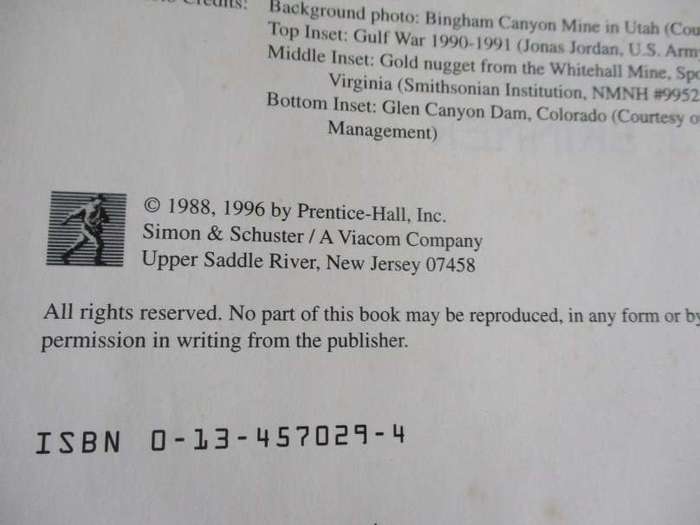 Credits: Background photo: Bingham Canyon Mine in Utah (Cou
Top Inset: Gulf War 1990-1991 (Jonas Jordan, U.S. Arm
Middle Inset: Gold nugget from the Whitehall Mine, Spo
Virginia (Smithsonian Institution, NMNH #9952
Bottom Inset: Glen Canyon Dam, Colorado (Courtesy o
Management)
© 1988, 1996 by Prentice-Hall, Inc.
Simon & Schuster / A Viacom Company
Upper Saddle River, New Jersey 07458
All rights reserved. No part of this book may be reproduced, in any form or by
permission in writing from the publisher.
ISBN 0-13-457029-4